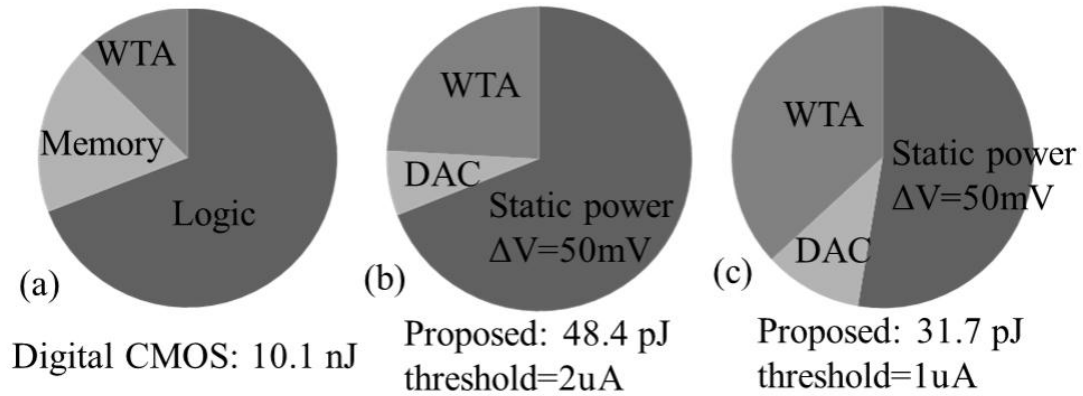 WTA
Memory
Logic
(a)
Digital CMOS: 10.1 nJ
WTA
DAC
Static power
ΔV=50mV
(b)
Proposed: 48.4 pJ
threshold=2uA
WTA
Static power
ΔV=50mV
DAC
(c)
Proposed: 31.7 pJ
threshold=1uA